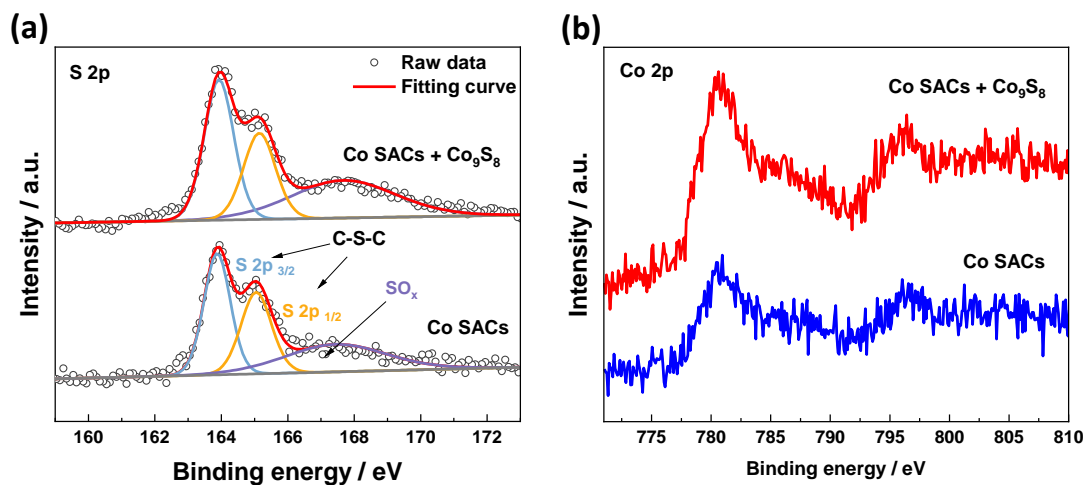 (a)
S 2p
Raw data
Fitting curve
Co SACs + Co₉S₈
C-S-C
S 2p 3/2
SOₓ
S 2p 1/2
Co SACs
Intensity / a.u.
160 162 164 166 168 170 172
Binding energy / eV
(b)
Co 2p
Co SACs + Co₉S₈
Co SACs
Intensity / a.u.
775 780 785 790 795 800 805 810
Binding energy / eV